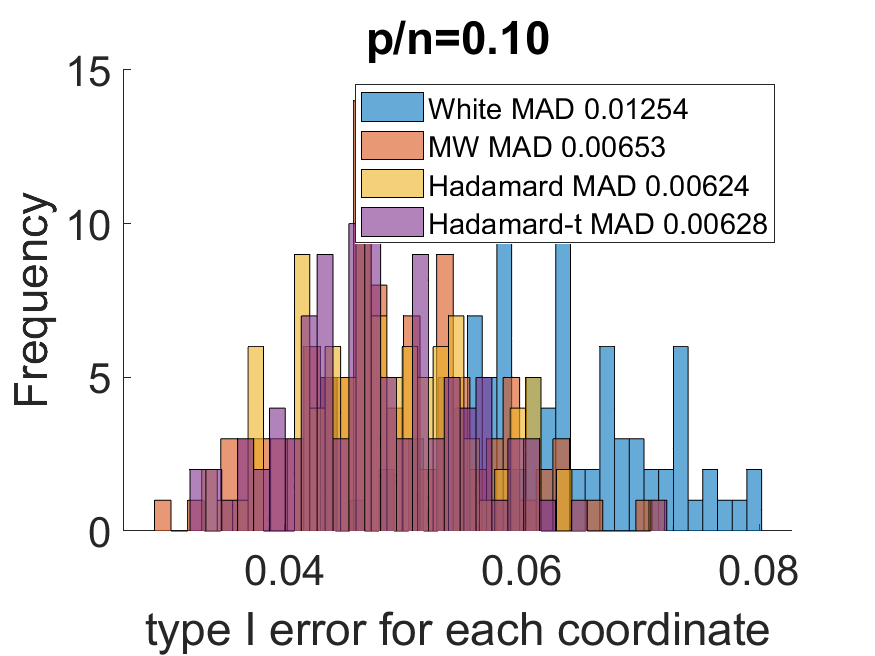 p/n=0.10
15
10
5
0
Frequency
White MAD 0.01254
MW MAD 0.00653
Hadamard MAD 0.00624
Hadamard-t MAD 0.00628
0.04 0.06 0.08
type I error for each coordinate